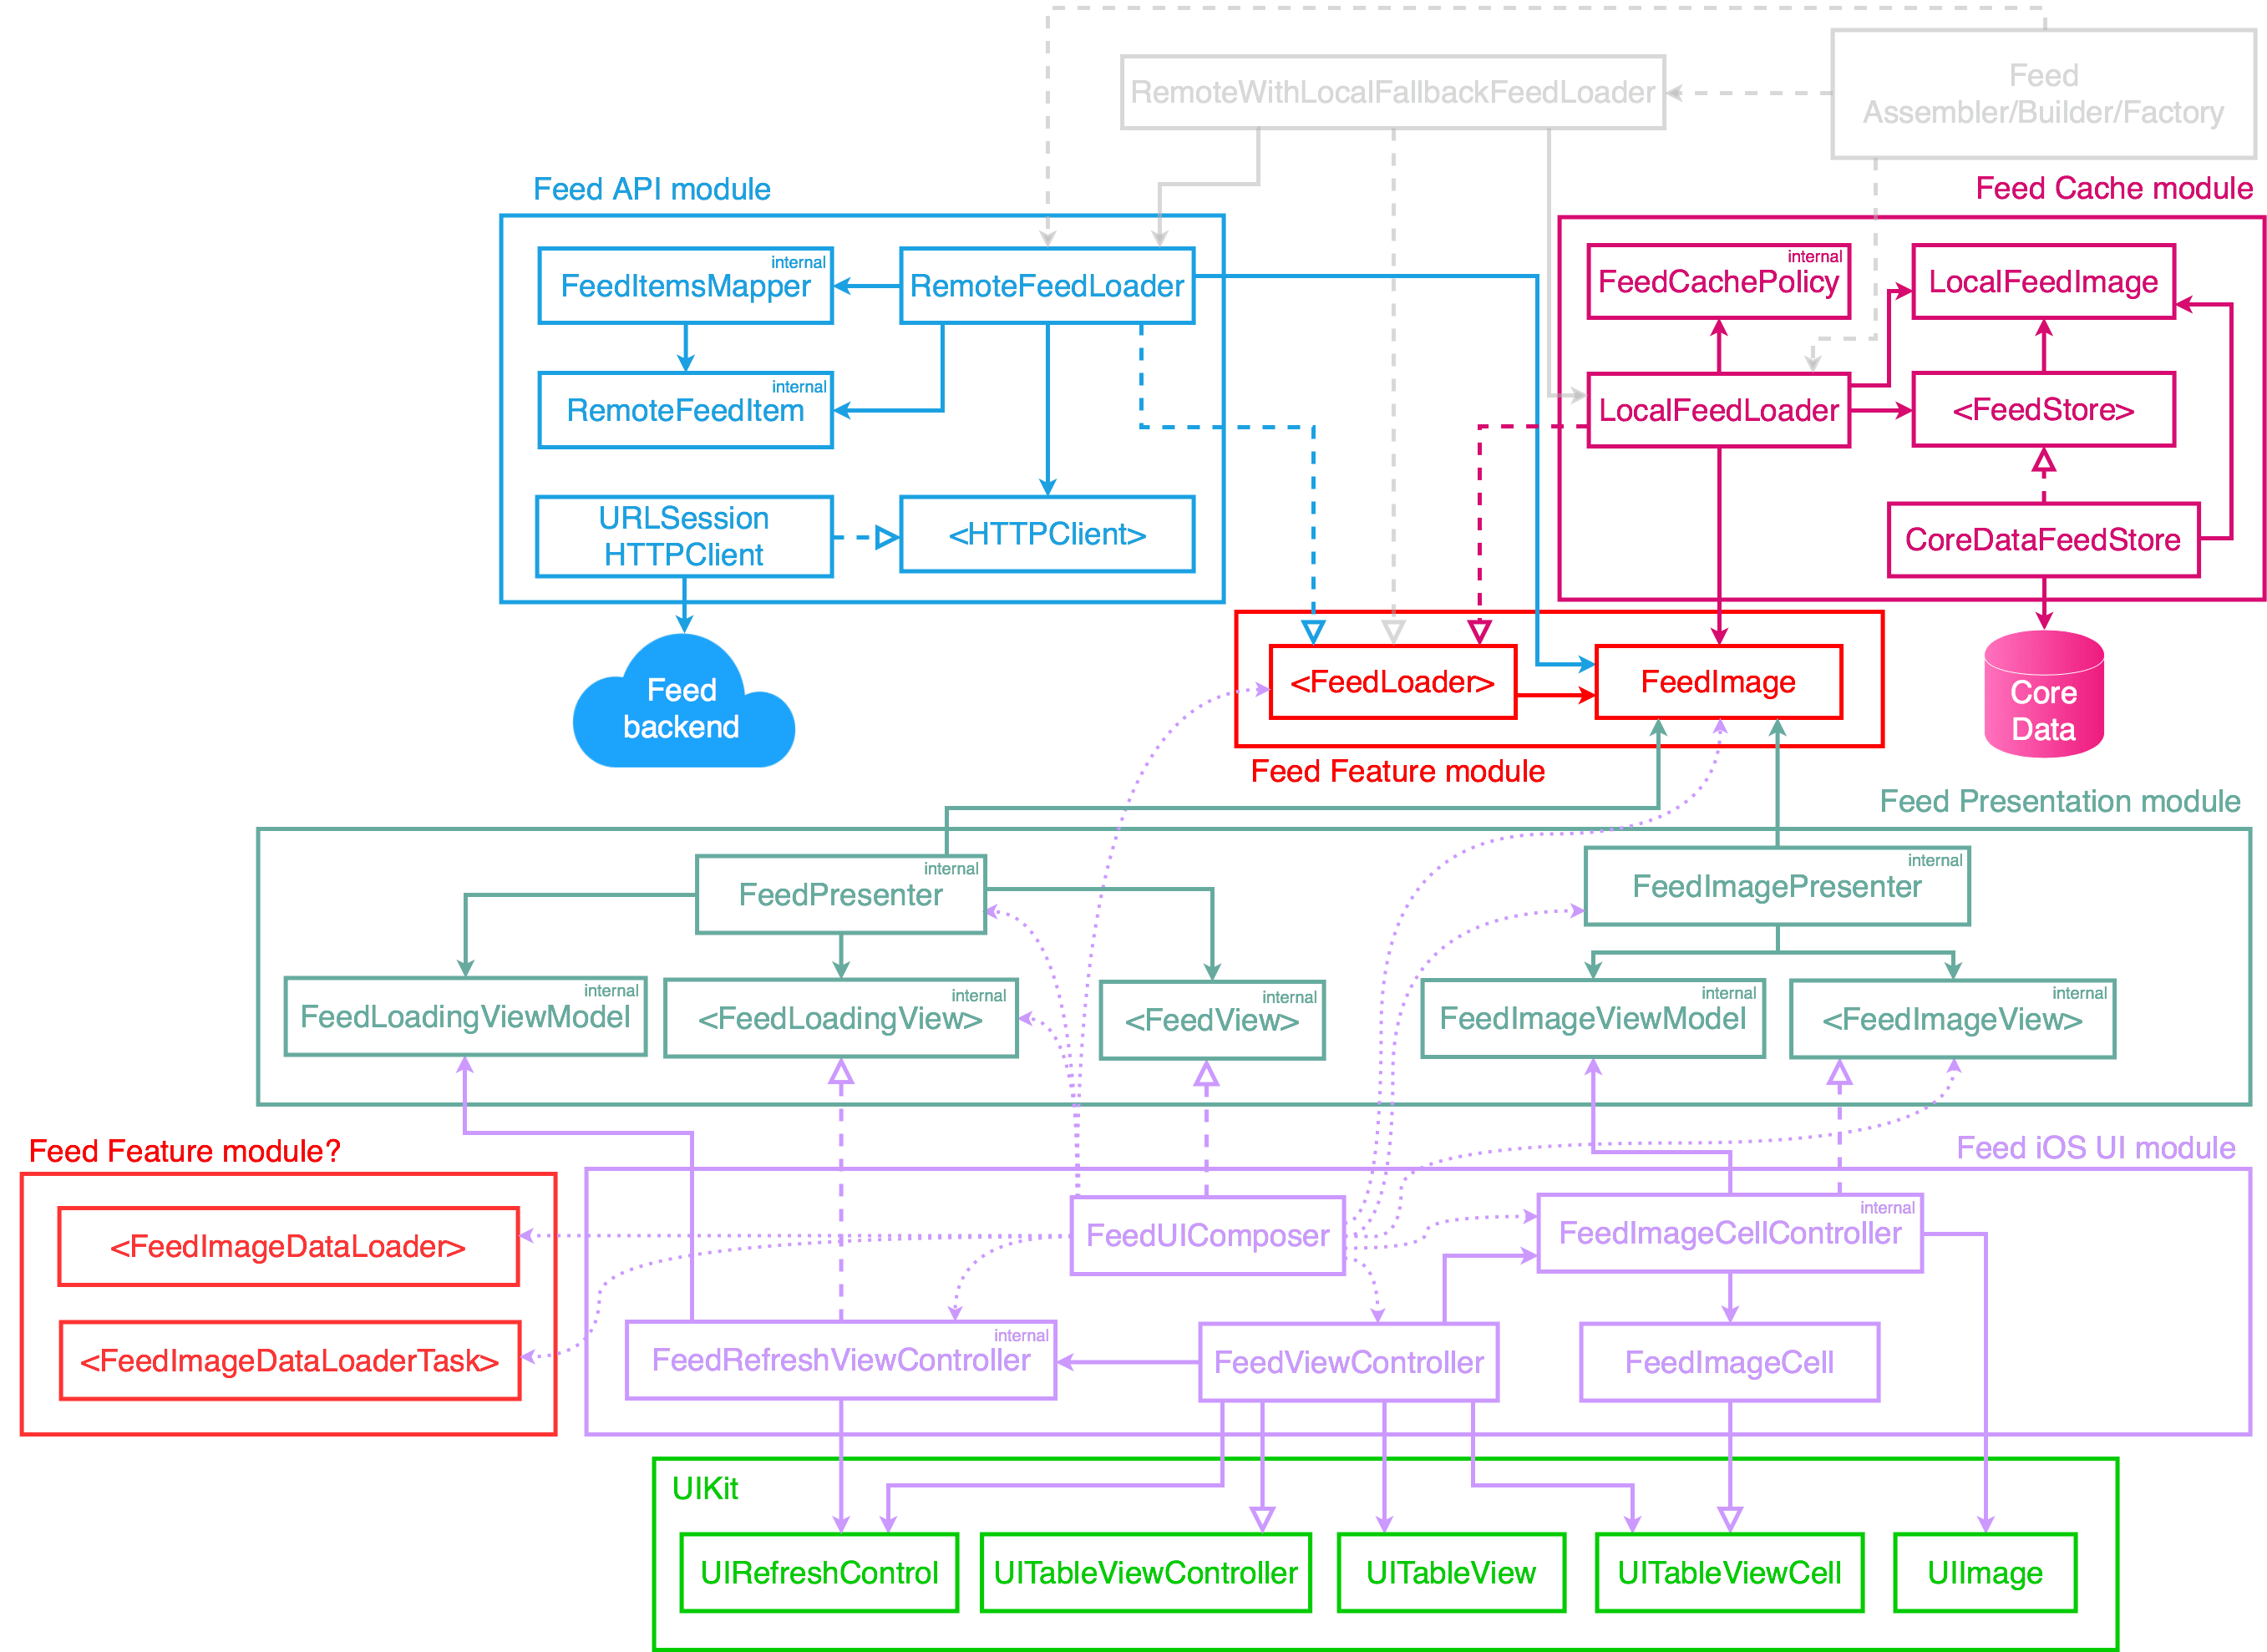 RemoteWithLocalFallbackFeedLoader
Feed
Assembler/Builder/Factory
Feed API module
Feed Cache module
internal
FeedItemsMapper
RemoteFeedLoader
internal
FeedCachePolicy
LocalFeedImage
internal
RemoteFeedItem
LocalFeedLoader
<FeedStore>
URLSession
HTTPClient
<HTTPClient>
CoreDataFeedStore
Feed
backend
<FeedLoader>
FeedImage
Core
Data
Feed Feature module
Feed Presentation module
internal
FeedPresenter
internal
FeedImagePresenter
internal
FeedLoadingViewModel
internal
<FeedLoadingView>
internal
<FeedView>
internal
FeedImageViewModel
internal
<FeedImageView>
Feed Feature module?
Feed iOS UI module
<FeedImageDataLoader>
FeedUIComposer
internal
FeedImageCellController
<FeedImageDataLoaderTask>
internal
FeedRefreshViewController
FeedViewController
FeedImageCell
UIKit
UIRefreshControl
UITableViewController
UITableView
UITableViewCell
UIImage